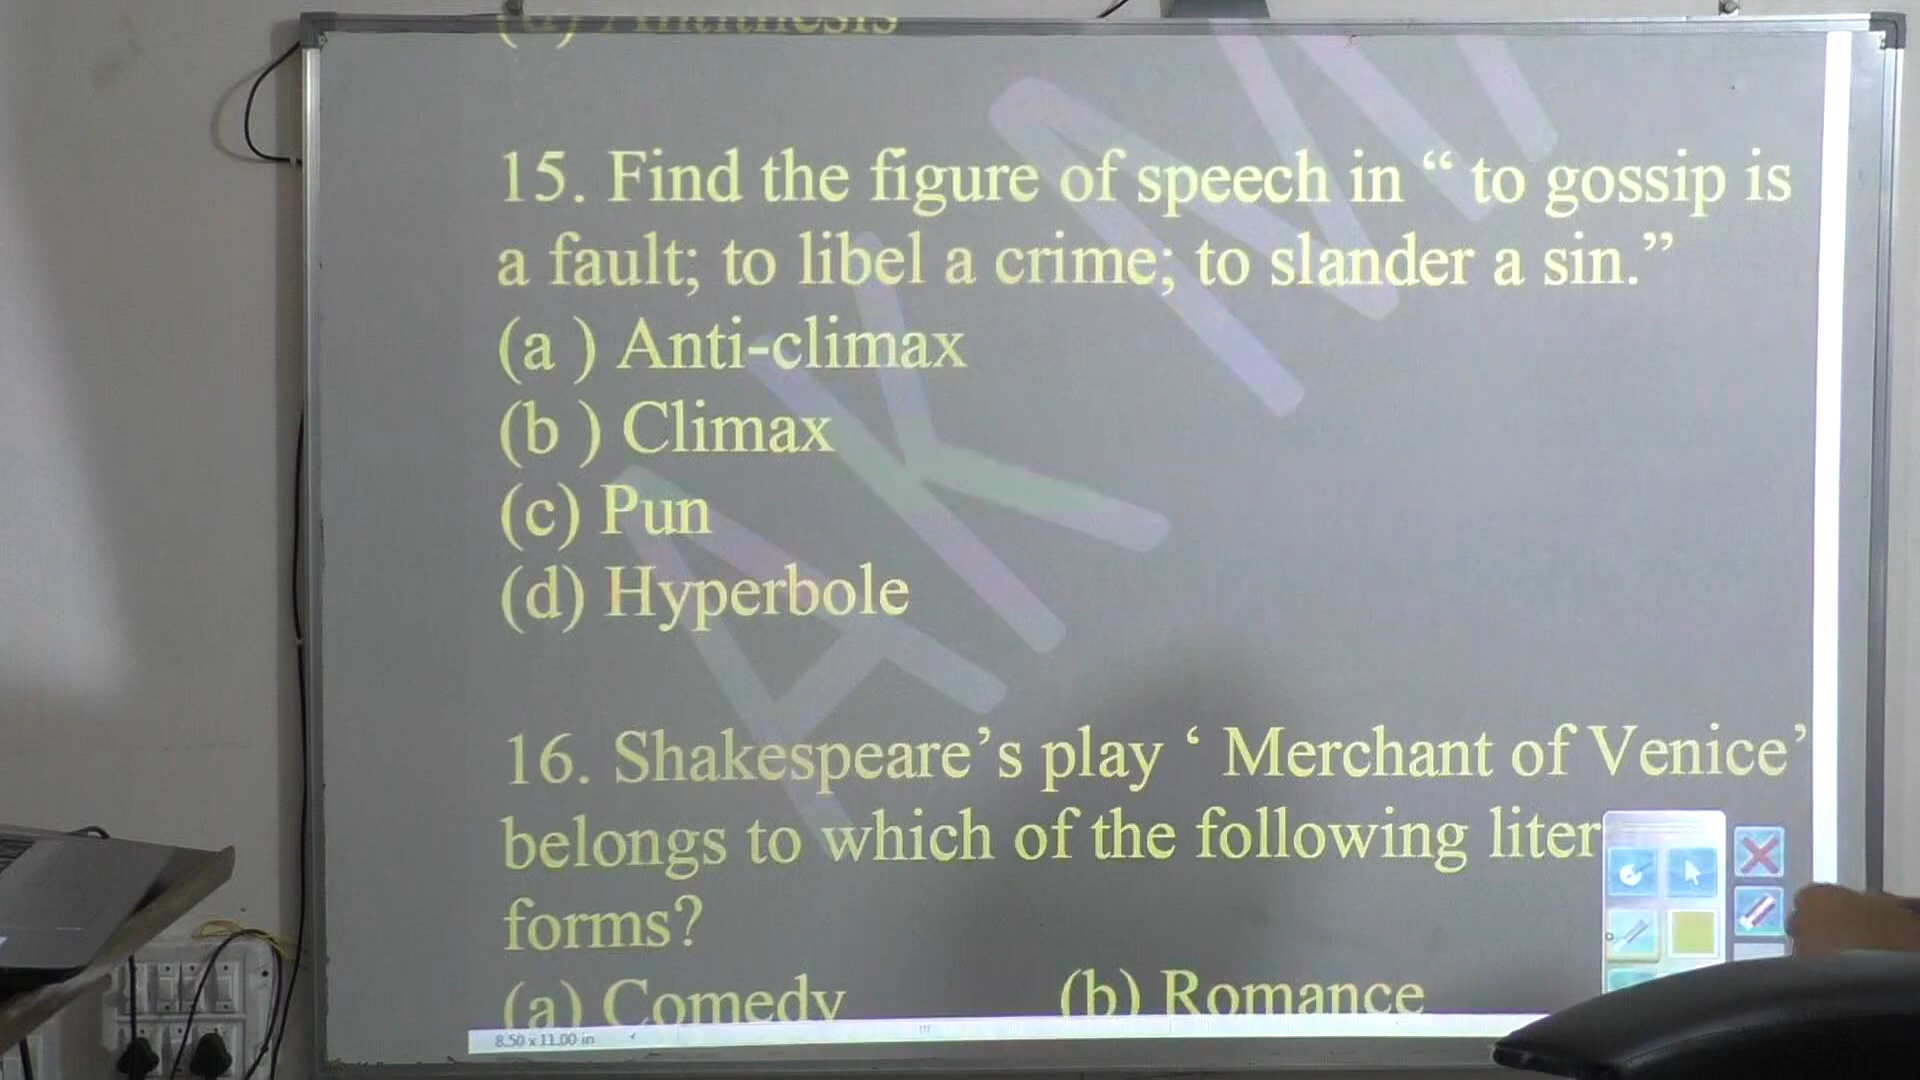 (d) Antithesis
15. Find the figure of speech in “ to gossip is
a fault; to libel a crime; to slander a sin.”
(a ) Anti-climax
(b ) Climax
(c) Pun
(d) Hyperbole
16. Shakespeare’s play ‘ Merchant of Venice’
belongs to which of the following liter
forms?
(a) Comedy (b) Romance
8.50 x 11.00 in
AK M